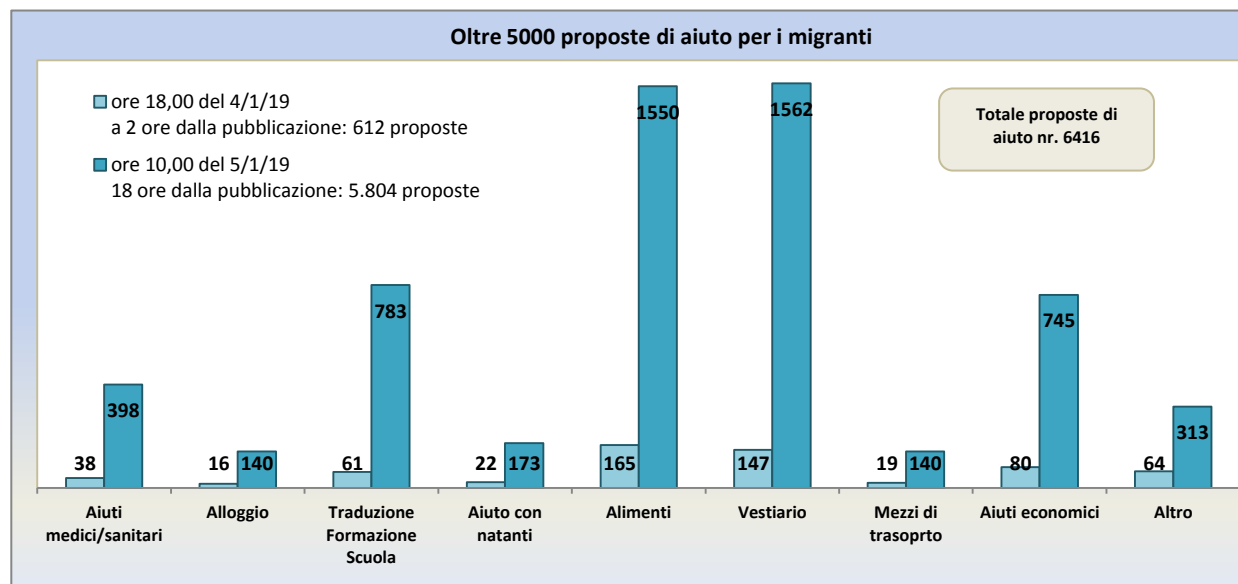 Oltre 5000 proposte di aiuto per i migranti
ore 18,00 del 4/1/19
a 2 ore dalla pubblicazione: 612 proposte
ore 10,00 del 5/1/19
18 ore dalla pubblicazione: 5.804 proposte
Totale proposte di
aiuto nr. 6416
38
398
16
140
61
783
22
173
165
1550
147
1562
19
140
80
745
64
313
Aiuti
medici/sanitari
Alloggio
Traduzione
Formazione
Scuola
Aiuto con
natanti
Alimenti
Vestiario
Mezzi di
trasoprto
Aiuti economici
Altro